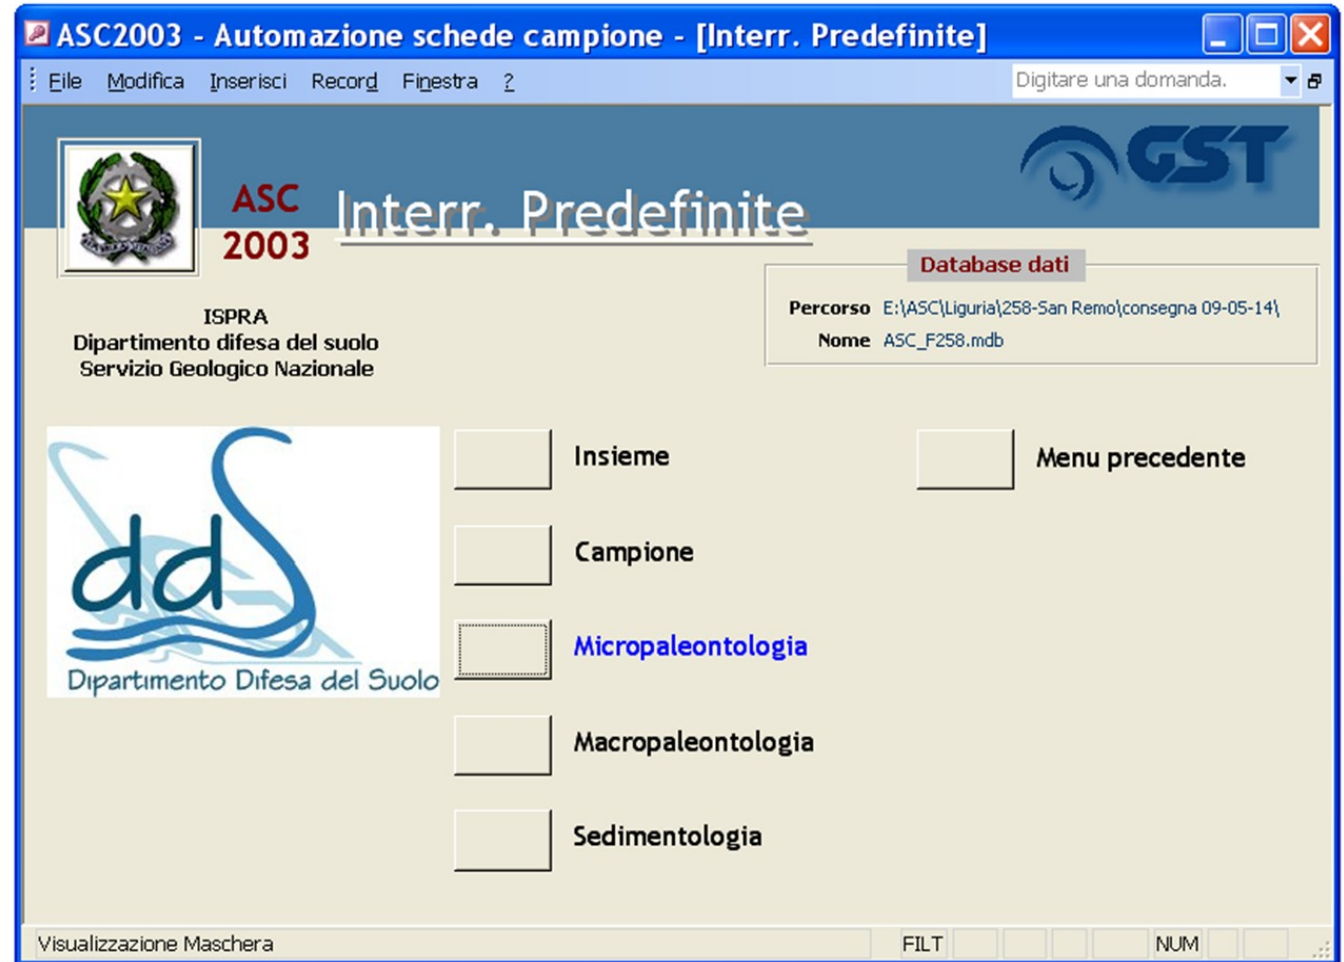 ASC2003 - Automazione schede campione - [Interr. Predefinite]
File Modifica Inserisci Record Finestra ? Digitare una domanda.
GST
ASC
2003
Interr. Predefinite
Database dati
Percorso E:\ASC\Liguria\258-San Remo\consegna 09-05-14\
Nome ASC_F258.mdb
ISPRA
Dipartimento difesa del suolo
Servizio Geologico Nazionale
ddS
Dipartimento Difesa del Suolo
Insieme
Menu precedente
Campione
Micropaleontologia
Macropaleontologia
Sedimentologia
Visualizzazione Maschera FILT NUM